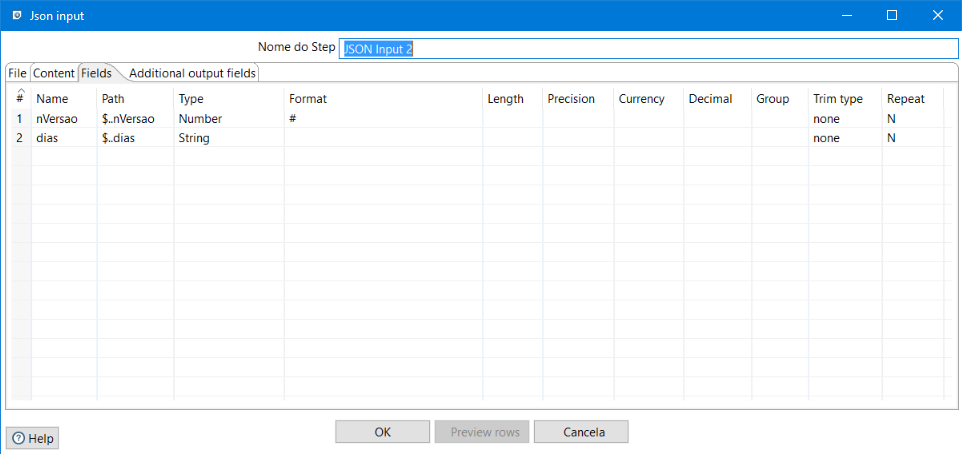 Json input
Nome do Step JSON Input 2
File Content Fields Additional output fields
# Name Path Type Format Length Precision Currency Decimal Group Trim type Repeat
1 nVersao $..nVersao Number # none N
2 dias $..dias String none N
Help OK Preview rows Cancela